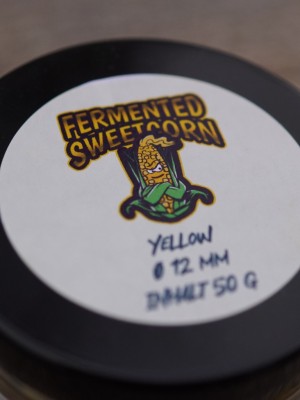 FERMENTED
SWEETCORN
YELLOW
ø 12 MM
INHALT 50 G